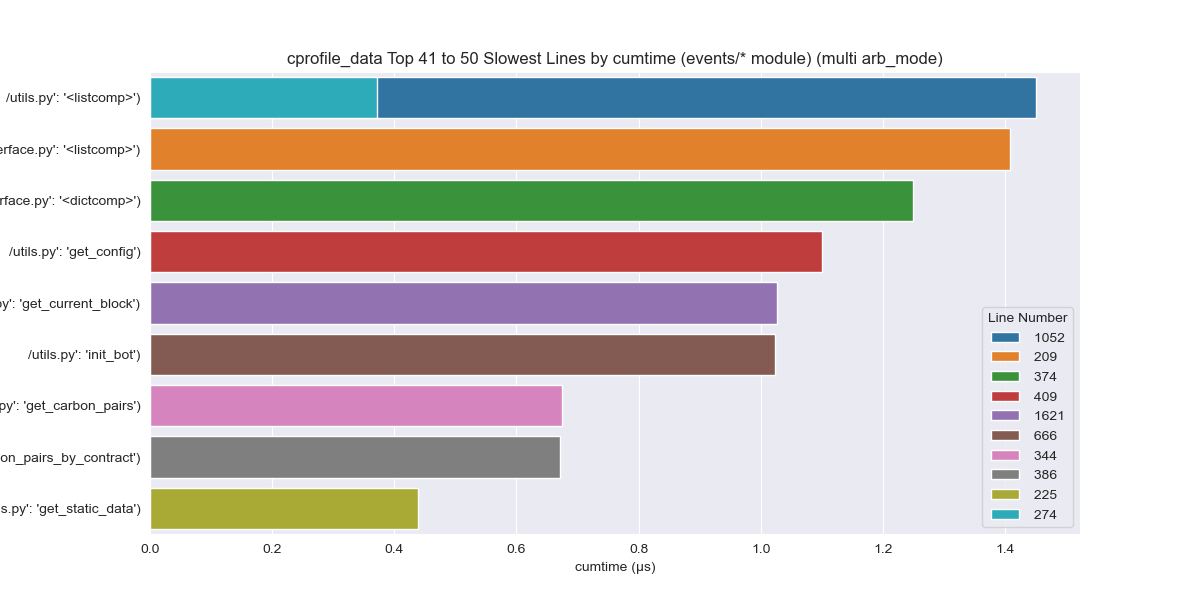 cprofile_data Top 41 to 50 Slowest Lines by cumtime (events/* module) (multi arb_mode)
/utils.py': '<listcomp>')
erface.py': '<listcomp>')
rface.py': '<dictcomp>')
/utils.py': 'get_config')
py': 'get_current_block')
/utils.py': 'init_bot')
py': 'get_carbon_pairs')
on_pairs_by_contract')
s.py': 'get_static_data')
Line Number
1052
209
374
409
1621
666
344
386
225
274
0.0 0.2 0.4 0.6 0.8 1.0 1.2 1.4
cumtime (µs)